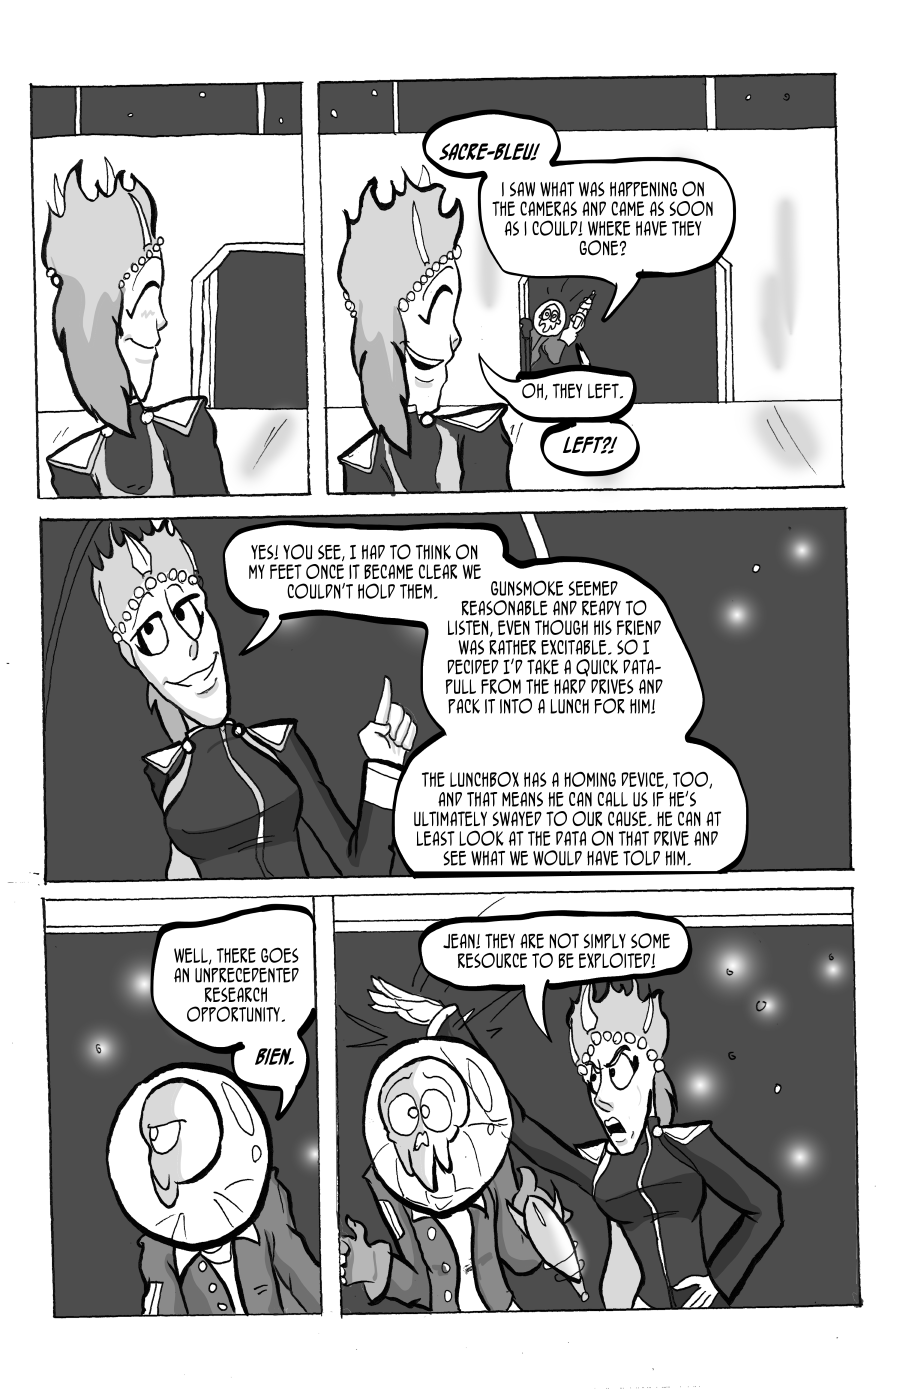 SACRE-BLEU!
I SAW WHAT WAS HAPPENING ON
THE CAMERAS AND CAME AS SOON
AS I COULD! WHERE HAVE THEY
GONE?
OH, THEY LEFT.
LEFT?!
YES! YOU SEE, I HAD TO THINK ON
MY FEET ONCE IT BECAME CLEAR WE
COULDN'T HOLD THEM.
GUNSMOKE SEEMED
REASONABLE AND READY TO
LISTEN, EVEN THOUGH HIS FRIEND
WAS RATHER EXCITABLE. SO I
DECIDED I'D TAKE A QUICK DATA-
PULL FROM THE HARD DRIVES AND
PACK IT INTO A LUNCH FOR HIM!
THE LUNCHBOX HAS A HOMING DEVICE, TOO,
AND THAT MEANS HE CAN CALL US IF HE'S
ULTIMATELY SWAYED TO OUR CAUSE. HE CAN AT
LEAST LOOK AT THE DATA ON THAT DRIVE AND
SEE WHAT WE WOULD HAVE TOLD HIM.
WELL, THERE GOES
AN UNPRECEDENTED
RESEARCH
OPPORTUNITY.
BIEN.
JEAN! THEY ARE NOT SIMPLY SOME
RESOURCE TO BE EXPLOITED!